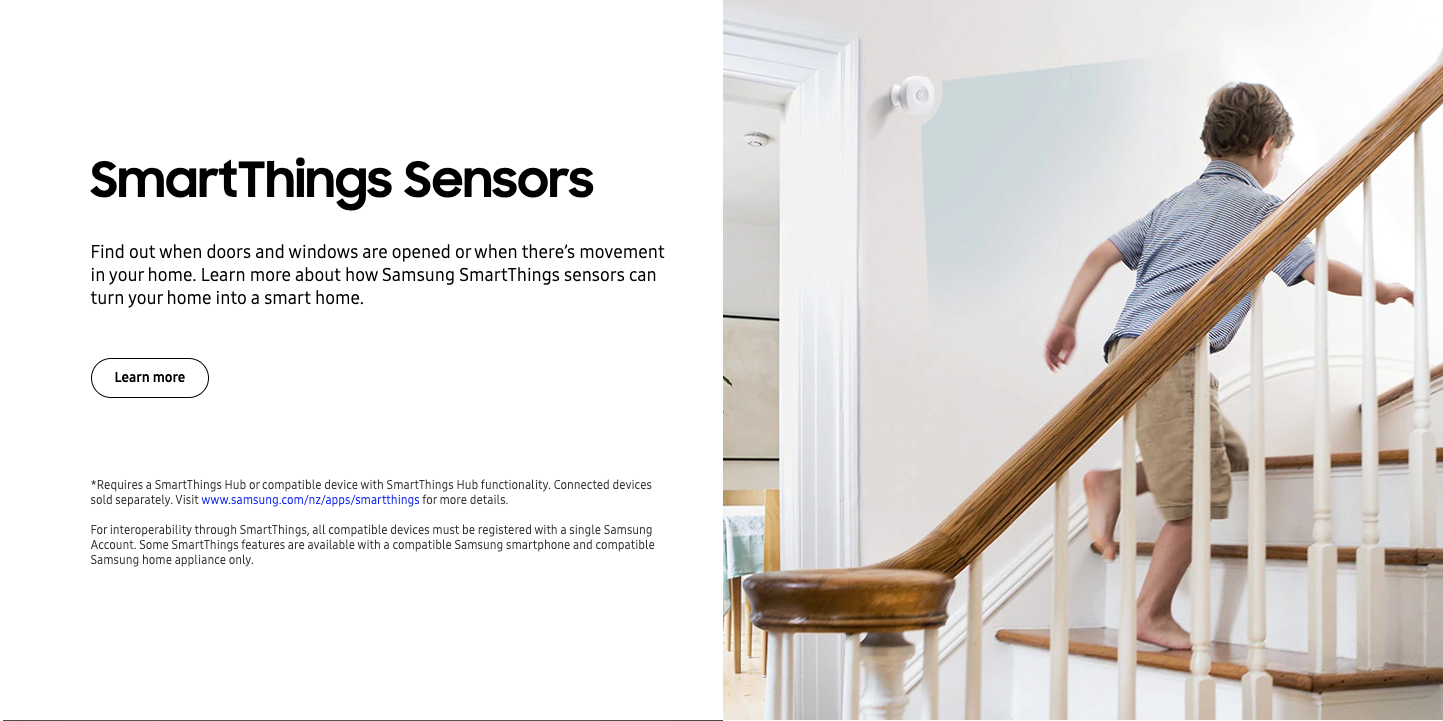 SmartThings Sensors
Find out when doors and windows are opened or when there's movement
in your home. Learn more about how Samsung SmartThings sensors can
turn your home into a smart home.
Learn more
*Requires a SmartThings Hub or compatible device with SmartThings Hub functionality. Connected devices
sold separately. Visit www.samsung.com/nz/apps/smartthings for more details.
For interoperability through SmartThings, all compatible devices must be registered with a single Samsung
Account. Some SmartThings features are available with a compatible Samsung smartphone and compatible
Samsung home appliance only.